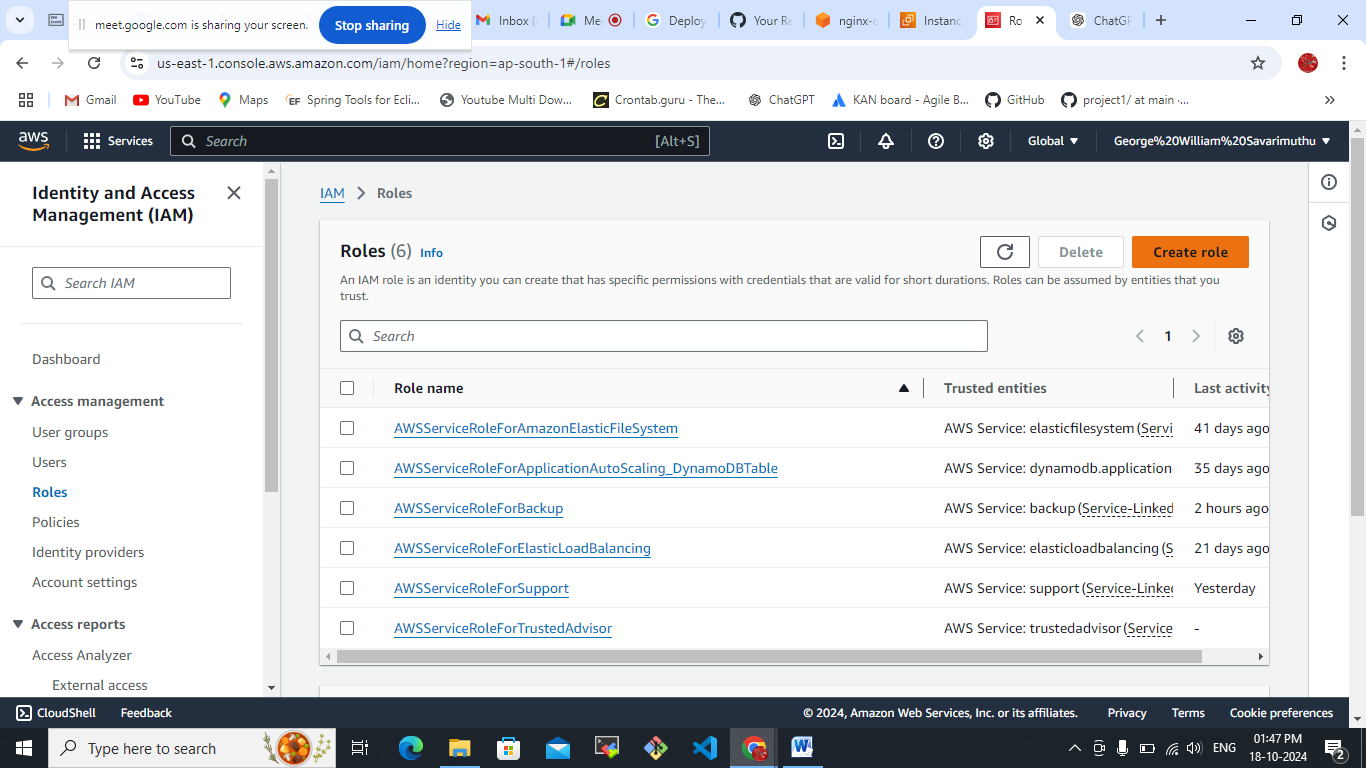 meet.google.com is sharing your screen.
Stop sharing
Hide
Inbox (
Me
Deploy
Your Re
nginx-c
Instanc
Ro
ChatGP
us-east-1.console.aws.amazon.com/iam/home?region=ap-south-1#/roles
Gmail
YouTube
Maps
Spring Tools for Ecli...
Youtube Multi Dow...
Crontab.guru - The...
ChatGPT
KAN board - Agile B...
GitHub
project1/ at main ·...
aws
Services
Search
[Alt+S]
Global
George%20William%20Savarimuthu
Identity and Access
Management (IAM)
Search IAM
Dashboard
Access management
User groups
Users
Roles
Policies
Identity providers
Account settings
Access reports
Access Analyzer
External access
IAM
Roles
Roles (6) Info
Delete
Create role
An IAM role is an identity you can create that has specific permissions with credentials that are valid for short durations. Roles can be assumed by entities that you
trust.
Search
1
Role name
Trusted entities
Last activity
AWSServiceRoleForAmazonElasticFileSystem
AWS Service: elasticfilesystem (Servi
41 days ago
AWSServiceRoleForApplicationAutoScaling_DynamoDBTable
AWS Service: dynamodb.application
35 days ago
AWSServiceRoleForBackup
AWS Service: backup (Service-Linked
2 hours ago
AWSServiceRoleForElasticLoadBalancing
AWS Service: elasticloadbalancing (S
21 days ago
AWSServiceRoleForSupport
AWS Service: support (Service-Linked
Yesterday
AWSServiceRoleForTrustedAdvisor
AWS Service: trustedadvisor (Service
-
CloudShell
Feedback
© 2024, Amazon Web Services, Inc. or its affiliates.
Privacy
Terms
Cookie preferences
Type here to search
ENG
01:47 PM
18-10-2024
2